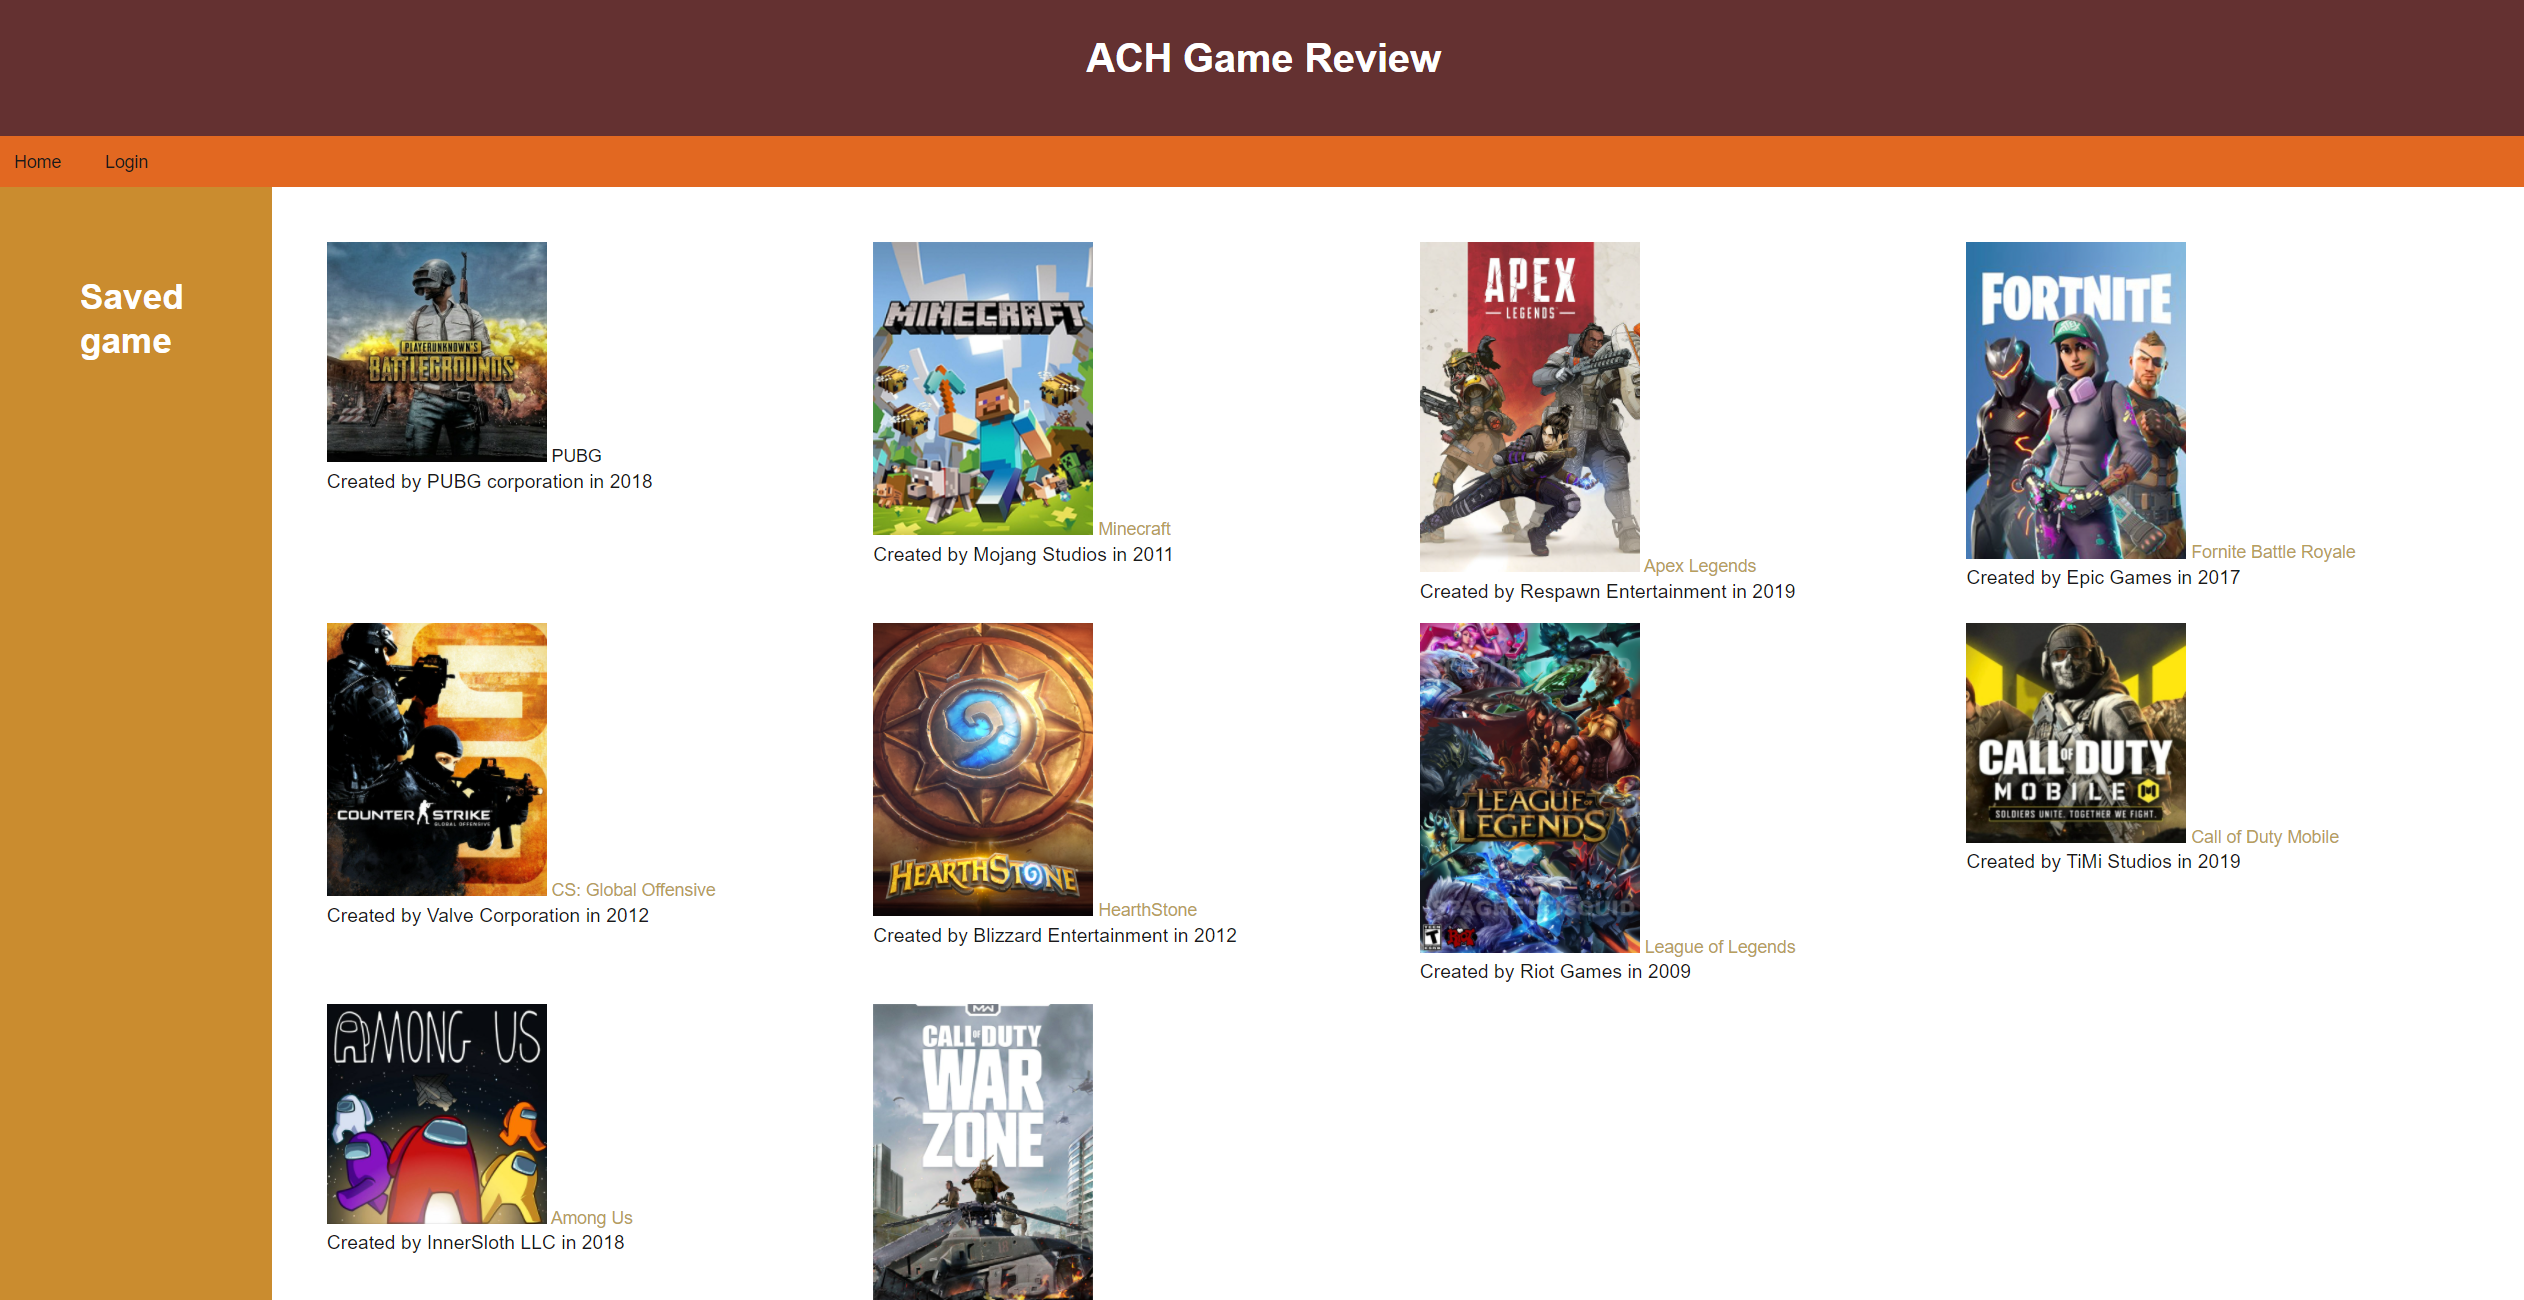 ACH Game Review
Home
Login
Saved
game
PLAYERUNKNOWN'S
BATTLEGROUNDS
PUBG
Created by PUBG corporation in 2018
MINECRAFT
Minecraft
Created by Mojang Studios in 2011
APEX
LEGENDS
Apex Legends
Created by Respawn Entertainment in 2019
FORTNITE
Fornite Battle Royale
Created by Epic Games in 2017
COUNTER STRIKE
GLOBAL OFFENSIVE
CS: Global Offensive
Created by Valve Corporation in 2012
HEARTHSTONE
HearthStone
Created by Blizzard Entertainment in 2012
LEAGUE OF
LEGENDS
League of Legends
Created by Riot Games in 2009
CALL OF DUTY
MOBILE
SOLDIERS UNITE. TOGETHER WE FIGHT.
Call of Duty Mobile
Created by TiMi Studios in 2019
AMONG US
Among Us
Created by InnerSloth LLC in 2018
MW
CALL OF DUTY
WAR
ZONE